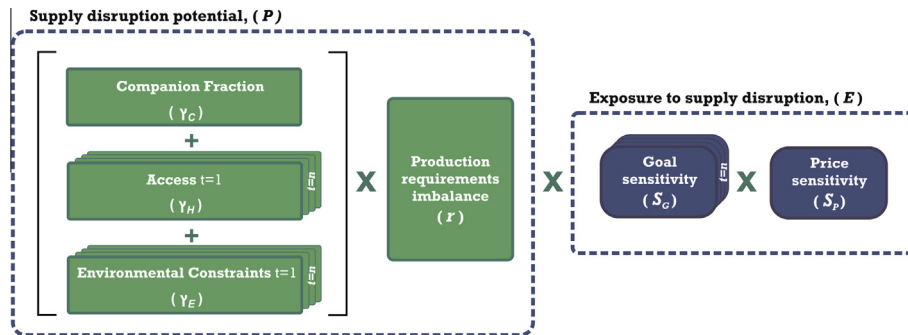 Supply disruption potential, ( P )
Companion Fraction
( γC )
+
Access t=1
t=n
( γH )
+
Environmental Constraints t=1
t=n
( γE )
X
Production
requirements
imbalance
( r )
X
Exposure to supply disruption, ( E )
Goal
sensitivity
( SG )
t=n
X
Price
sensitivity
( SP )